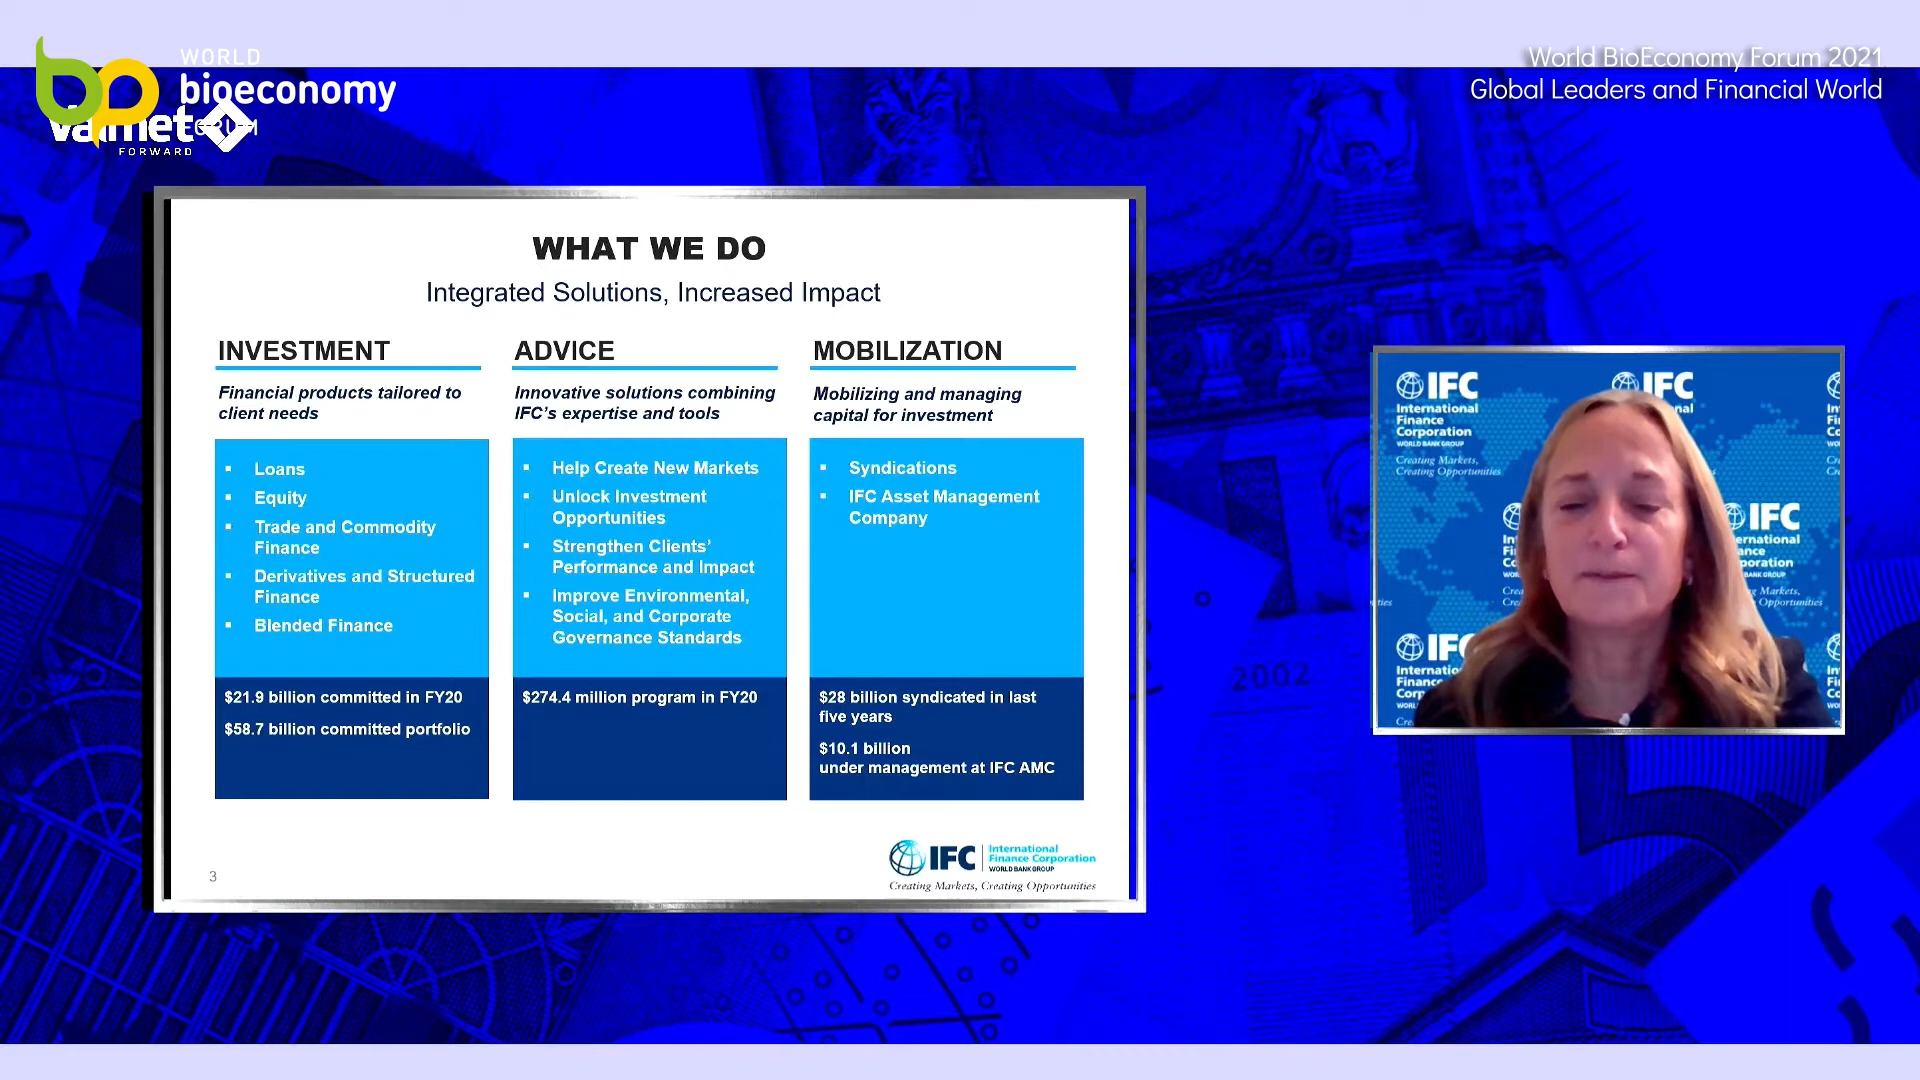 WORLD
bioeconomy
FORUM
Valmet
FORWARD
World BioEconomy Forum 2021
Global Leaders and Financial World
WHAT WE DO
Integrated Solutions, Increased Impact
INVESTMENT
Financial products tailored to
client needs
▪ Loans
▪ Equity
▪ Trade and Commodity
Finance
▪ Derivatives and Structured
Finance
▪ Blended Finance
$21.9 billion committed in FY20
$58.7 billion committed portfolio
ADVICE
Innovative solutions combining
IFC's expertise and tools
▪ Help Create New Markets
▪ Unlock Investment
Opportunities
▪ Strengthen Clients'
Performance and Impact
▪ Improve Environmental,
Social, and Corporate
Governance Standards
$274.4 million program in FY20
MOBILIZATION
Mobilizing and managing
capital for investment
▪ Syndications
▪ IFC Asset Management
Company
$28 billion syndicated in last
five years
$10.1 billion
under management at IFC AMC
3
IFC
International
Finance Corporation
WORLD BANK GROUP
Creating Markets, Creating Opportunities
IFC
International
Finance
Corporation
WORLD BANK GROUP
Creating Markets,
Creating Opportunities
IFC
IFC
2002